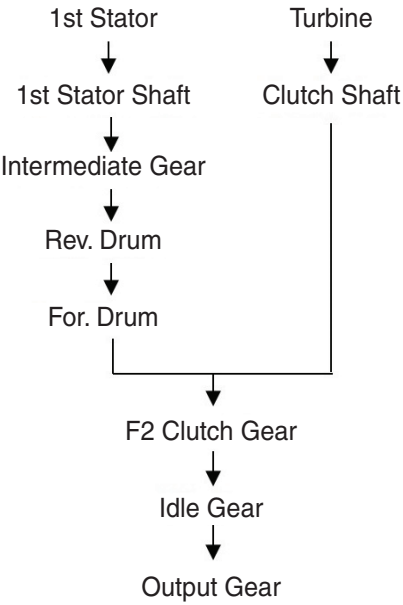 1st Stator
Turbine
1st Stator Shaft
Clutch Shaft
Intermediate Gear
Rev. Drum
For. Drum
F2 Clutch Gear
Idle Gear
Output Gear